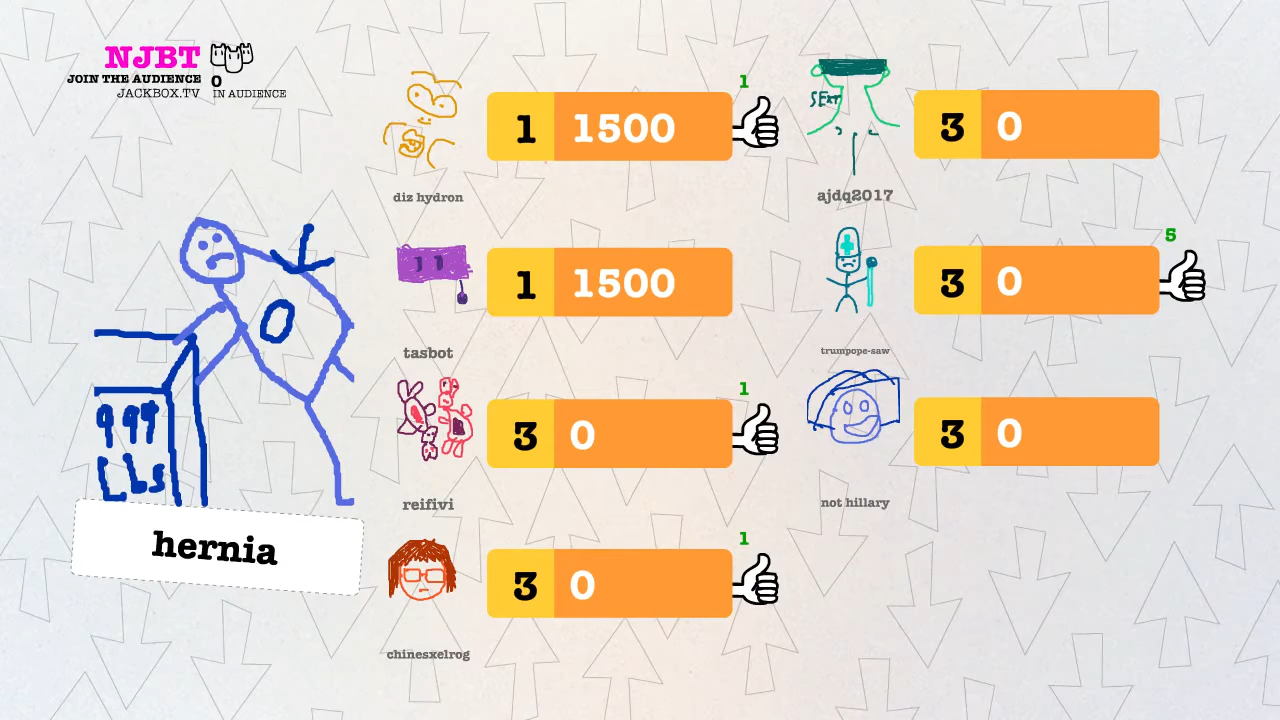 NJBT
JOIN THE AUDIENCE 0
JACKBOX.TV IN AUDIENCE
999
Lbs
hernia
1 1500 1
diz hydron
1 1500
tasbot
3 0 1
reifivi
3 0 1
chinesxelrog
3 0
ajdq2017
3 0 5
trumpope-saw
3 0
not hillary